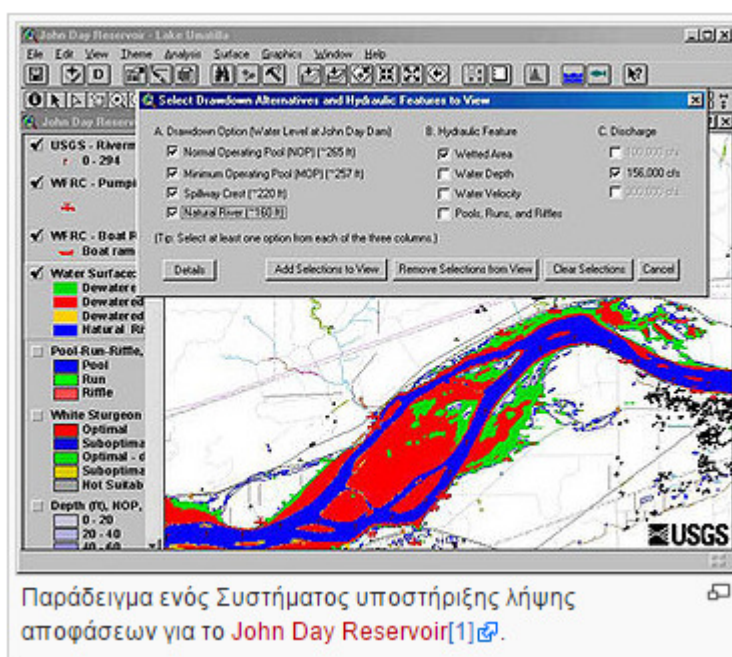 John Day Reservoir - Lake Umatilla
File Edit View Theme Analysis Surface Graphics Window Help
Select Drawdown Alternatives and Hydraulic Features to View
John Day Reserv
A. Drawdown Option (Water Level at John Day Dam)
Normal Operating Pool (NOP) (~265 ft)
Minimum Operating Pool (MOP) (~257 ft)
Spillway Crest (~220 ft)
Natural River (~160 ft)
B. Hydraulic Feature
Wetted Area
Water Depth
Water Velocity
Pools, Runs, and Riffles
C. Discharge
156,000 cfs
(Tip: Select at least one option from each of the three columns.)
Details Add Selections to View Remove Selections from View Clear Selections Cancel
USGS - Riverm
0 - 294
WFRC - Pumpi
WFRC - Boat R
Boat ram
Water Surface:
Dewatere
Dewatered
Dewatered
Natural Ri
Pool-Run-Riffle,
Pool
Run
Riffle
White Sturgeon
Optimal
Suboptima
Optimal - d
Suboptima
Not Suitab
Depth (ft), NOP,
0 - 20
20 - 40
40 - 60
USGS
Παράδειγμα ενός Συστήματος υποστήριξης λήψης
αποφάσεων για το John Day Reservoir[1].